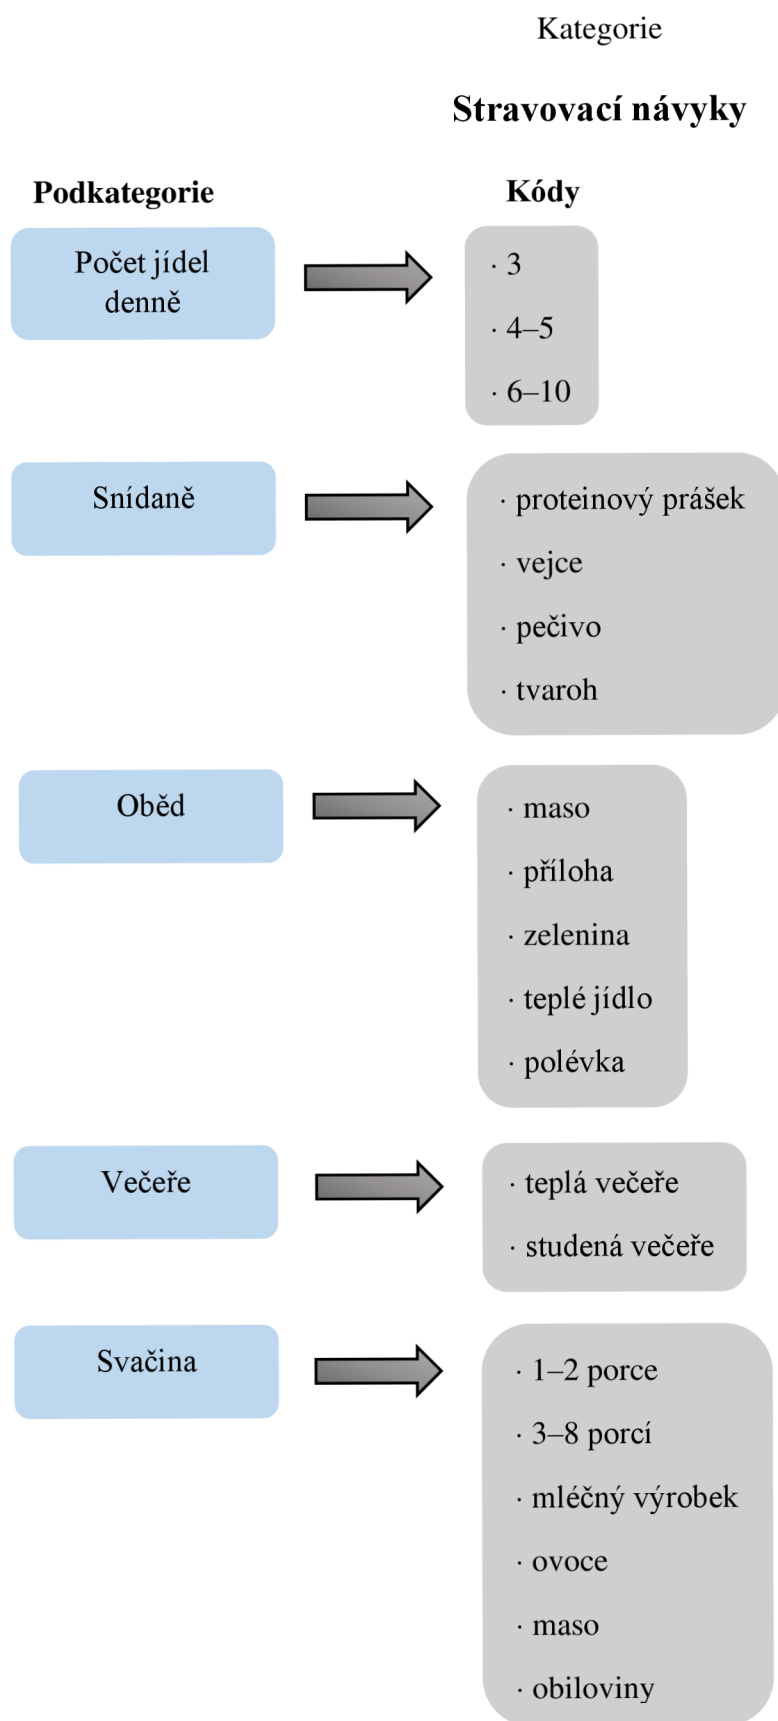 Kategorie
Stravovací návyky
Podkategorie
Kódy
Počet jídel
denně
· 3
· 4–5
· 6–10
Snídaně
· proteinový prášek
· vejce
· pečivo
· tvaroh
Oběd
· maso
· příloha
· zelenina
· teplé jídlo
· polévka
Večeře
· teplá večeře
· studená večeře
Svačina
· 1–2 porce
· 3–8 porcí
· mléčný výrobek
· ovoce
· maso
· obiloviny